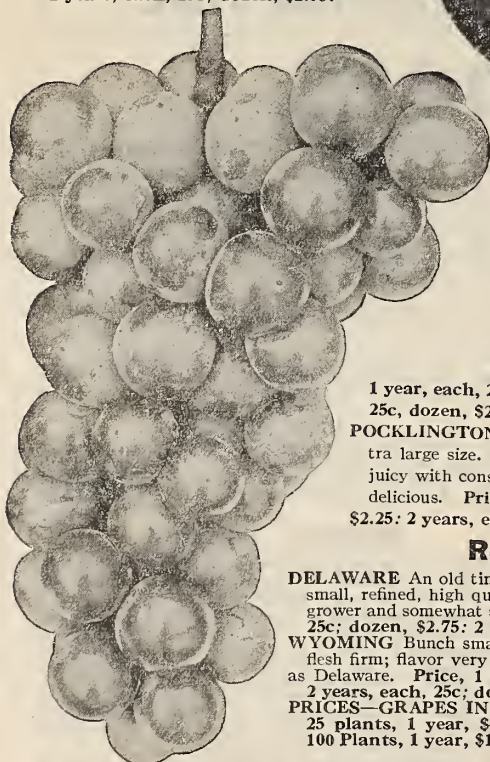 1 year, each, 2
25c, dozen, $2
POCKLINGTON
tra large size.
juicy with cons
delicious. Pri
$2.25: 2 years, e
R
DELAWARE An old tin
small, refined, high qu
grower and somewhat s
25c; dozen, $2.75: 2
WYOMING Bunch sma
flesh firm; flavor very
as Delaware. Price, 1
2 years, each, 25c; do
PRICES—GRAPES IN
25 plants, 1 year, $
100 Plants, 1 year, $1